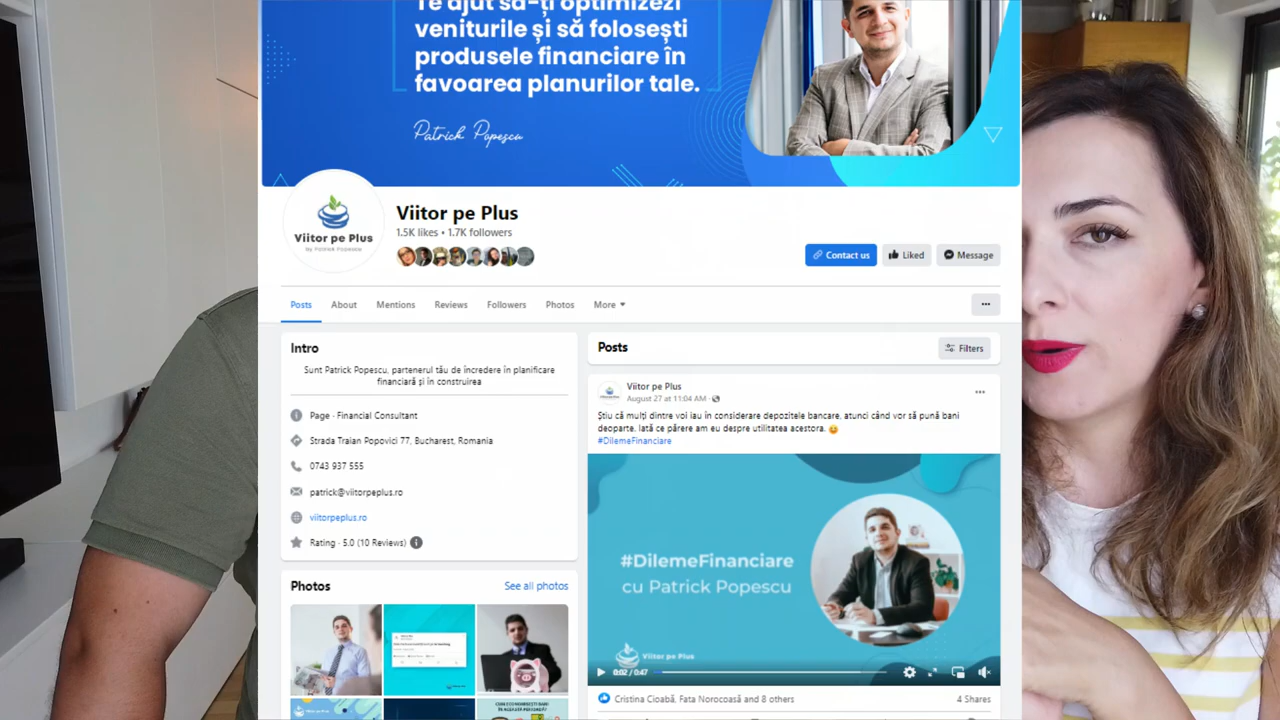 Te ajut să-ți optimizezi
veniturile și să folosești
produsele financiare în
favoarea planurilor tale.
Patrick Popescu
Viitor pe Plus
by Patrick Popescu
Viitor pe Plus
1.5K likes • 1.7K followers
Contact us
Liked
Message
Posts
About
Mentions
Reviews
Followers
Photos
More
Intro
Sunt Patrick Popescu, partenerul tău de încredere în planificare
financiară și în construirea
Page · Financial Consultant
Strada Traian Popovici 77, Bucharest, Romania
0743 937 555
patrick@viitorpeplus.ro
viitorpeplus.ro
Rating · 5.0 (10 Reviews)
Photos
See all photos
Posts
Filters
Viitor pe Plus
August 27 at 11:04 AM ·
Știu că mulți dintre voi iau în considerare depozitele bancare, atunci când vor să pună bani
deoparte. Iată ce părere am eu despre utilitatea acestora. 😊
#DilemeFinanciare
#DilemeFinanciare
cu Patrick Popescu
Viitor pe Plus
0:02 / 0:47
Cristina Cioabă, Fata Norocoasă and 8 others
4 Shares